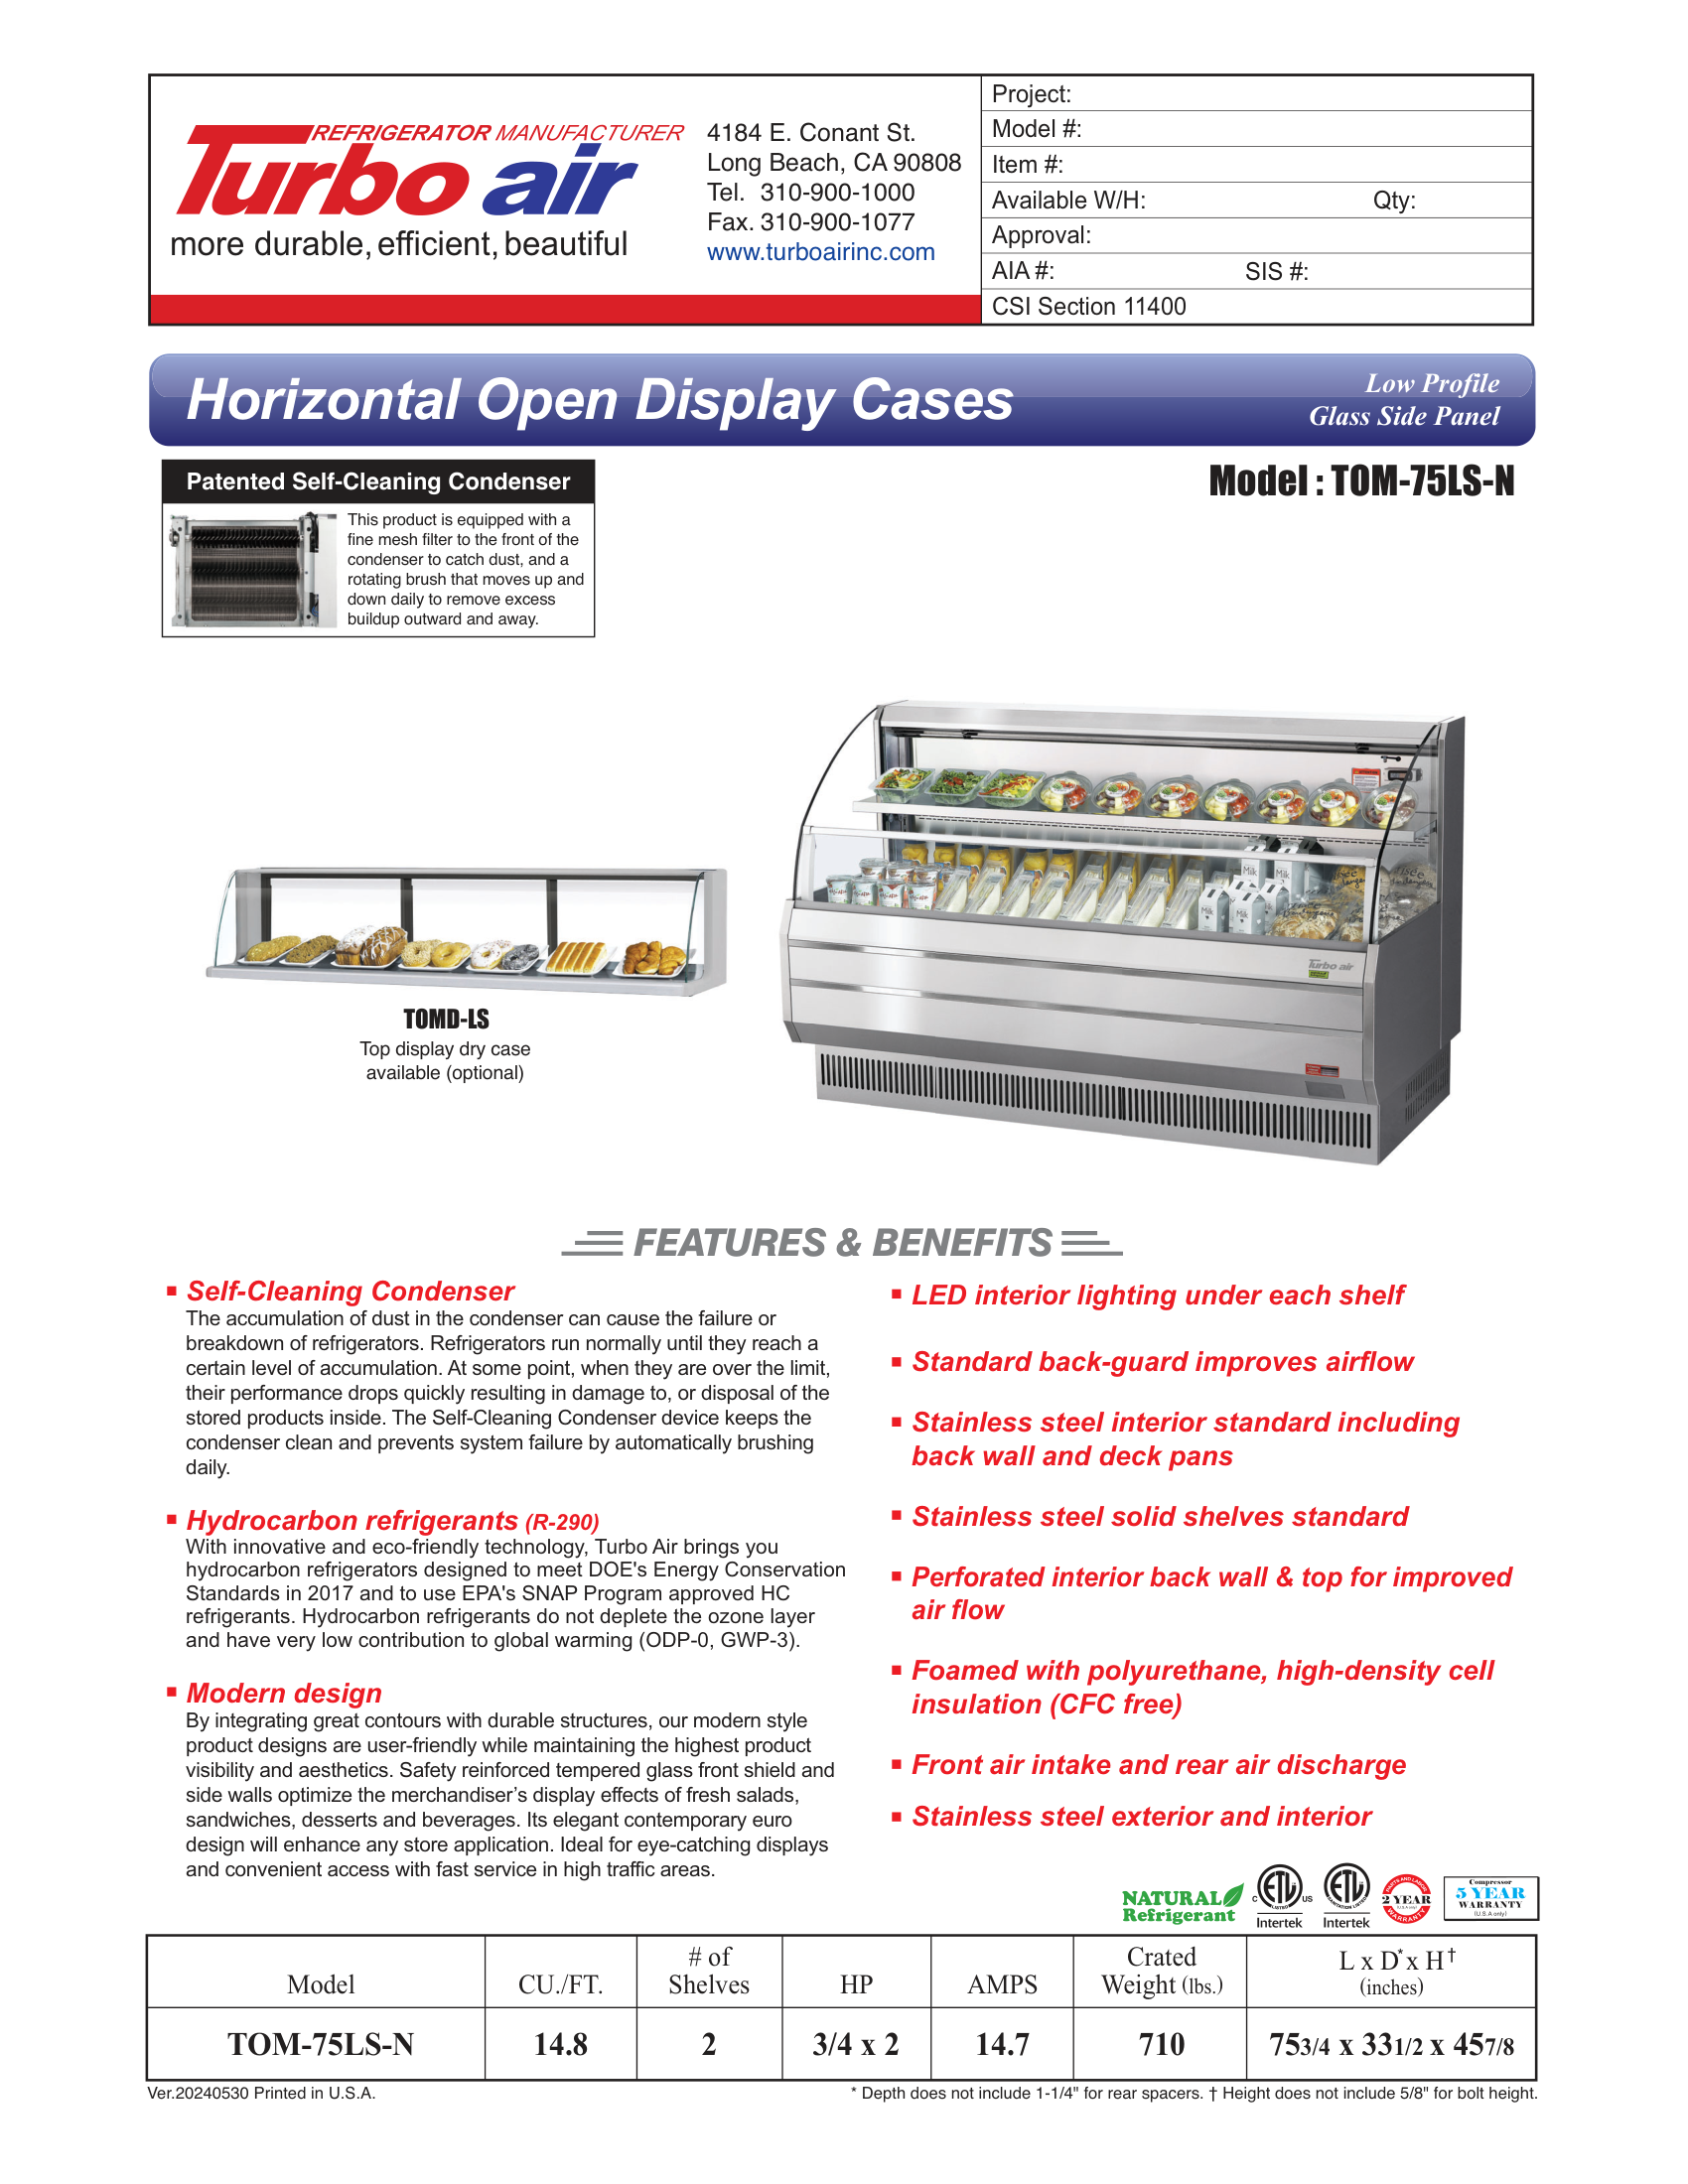 REFRIGERATOR MANUFACTURER
Turbo air
more durable, efficient, beautiful
4184 E. Conant St.
Long Beach, CA 90808
Tel. 310-900-1000
Fax. 310-900-1077
www.turboairinc.com
Project:
Model #:
Item #:
Available W/H: Qty:
Approval:
AIA #: SIS #:
CSI Section 11400
Horizontal Open Display Cases
Low Profile
Glass Side Panel
Patented Self-Cleaning Condenser
This product is equipped with a
fine mesh filter to the front of the
condenser to catch dust, and a
rotating brush that moves up and
down daily to remove excess
buildup outward and away.
Model : TOM-75LS-N
Milk
Milk
Milk
Milk
Turbo air
TOMD-LS
Top display dry case
available (optional)
FEATURES & BENEFITS
▪ Self-Cleaning Condenser
The accumulation of dust in the condenser can cause the failure or
breakdown of refrigerators. Refrigerators run normally until they reach a
certain level of accumulation. At some point, when they are over the limit,
their performance drops quickly resulting in damage to, or disposal of the
stored products inside. The Self-Cleaning Condenser device keeps the
condenser clean and prevents system failure by automatically brushing
daily.
▪ Hydrocarbon refrigerants (R-290)
With innovative and eco-friendly technology, Turbo Air brings you
hydrocarbon refrigerators designed to meet DOE's Energy Conservation
Standards in 2017 and to use EPA's SNAP Program approved HC
refrigerants. Hydrocarbon refrigerants do not deplete the ozone layer
and have very low contribution to global warming (ODP-0, GWP-3).
▪ Modern design
By integrating great contours with durable structures, our modern style
product designs are user-friendly while maintaining the highest product
visibility and aesthetics. Safety reinforced tempered glass front shield and
side walls optimize the merchandiser’s display effects of fresh salads,
sandwiches, desserts and beverages. Its elegant contemporary euro
design will enhance any store application. Ideal for eye-catching displays
and convenient access with fast service in high traffic areas.
▪ LED interior lighting under each shelf
▪ Standard back-guard improves airflow
▪ Stainless steel interior standard including
back wall and deck pans
▪ Stainless steel solid shelves standard
▪ Perforated interior back wall & top for improved
air flow
▪ Foamed with polyurethane, high-density cell
insulation (CFC free)
▪ Front air intake and rear air discharge
▪ Stainless steel exterior and interior
NATURAL
Refrigerant
C ETL US
LISTED
Intertek
ETL
SANITATION LISTED
Intertek
PARTS AND LABOR
2 YEAR
(U.S.A only)
WARRANTY
Compressor
5 YEAR
WARRANTY
(U.S.A only)
Model CU./FT. # of Shelves HP AMPS Crated Weight (lbs.) L x D* x H† (inches)
TOM-75LS-N 14.8 2 3/4 x 2 14.7 710 753/4 x 331/2 x 457/8
Ver.20240530 Printed in U.S.A.
* Depth does not include 1-1/4" for rear spacers. † Height does not include 5/8" for bolt height.